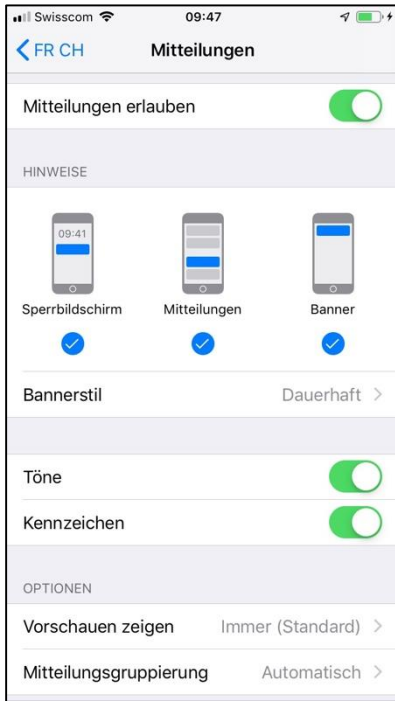 Swisscom 09:47
FR CH Mitteilungen
Mitteilungen erlauben
HINWEISE
09:41
Sperrbildschirm Mitteilungen Banner
Bannerstil Dauerhaft
Töne
Kennzeichen
OPTIONEN
Vorschauen zeigen Immer (Standard)
Mitteilungsgruppierung Automatisch